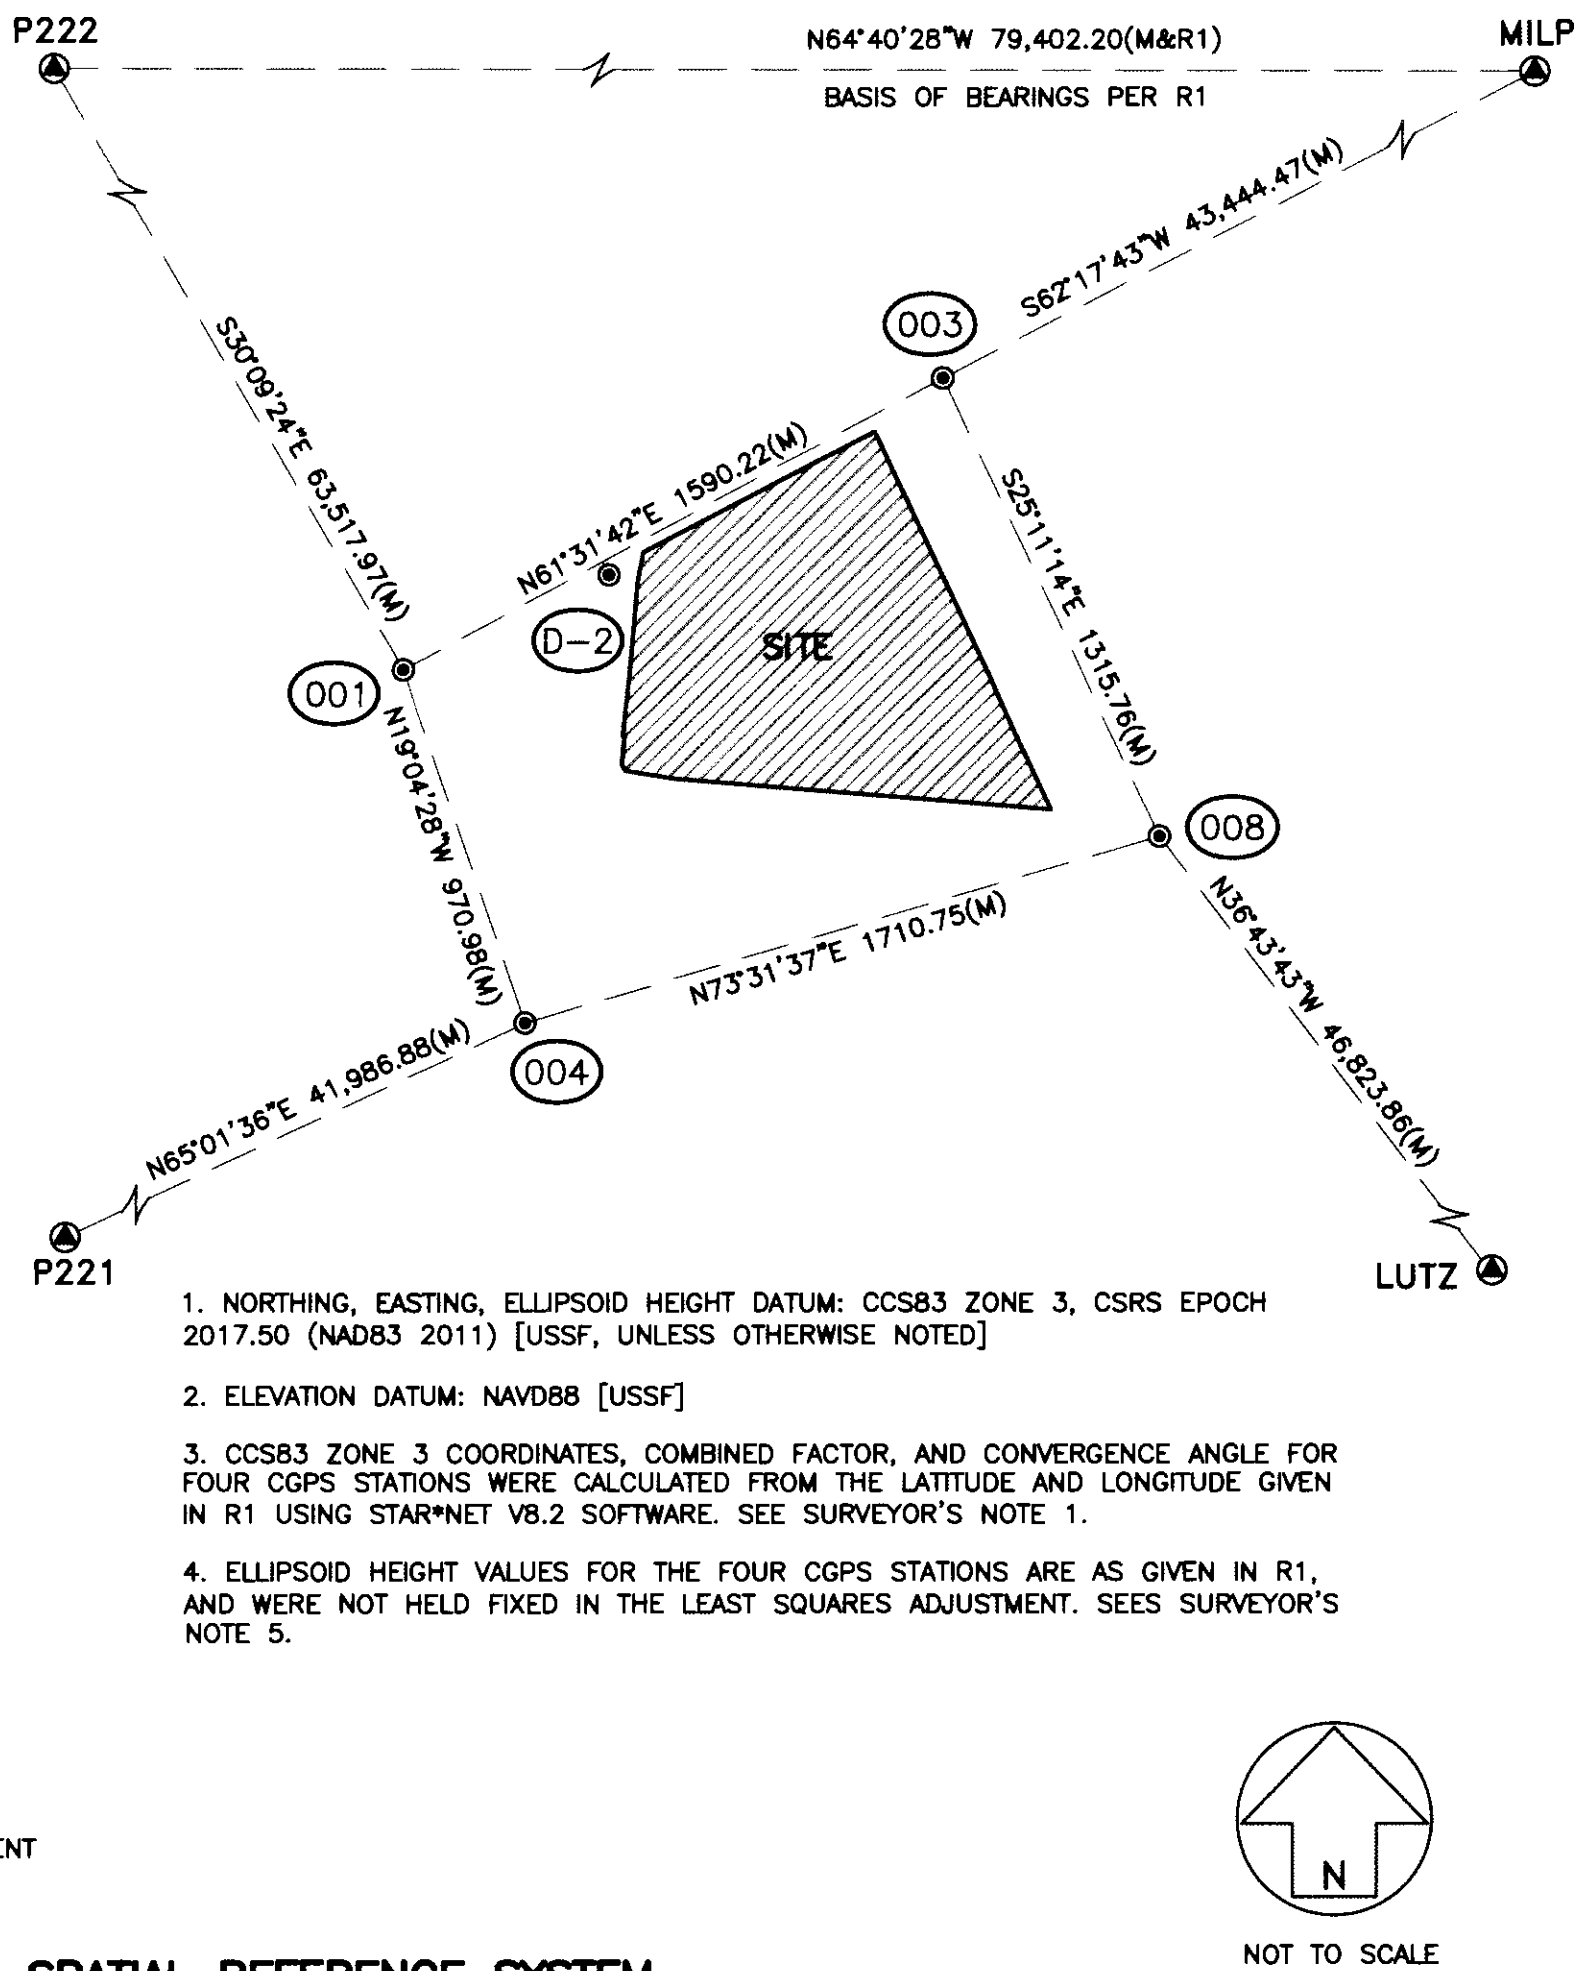 P222
N64°40'28"W 79,402.20(M&R1)
MILP
BASIS OF BEARINGS PER R1
S62°17'43"W 43,444.47(M)
003
S30°09'24"E 63,517.97(M)
N61°31'42"E 1590.22(M)
S25°11'14"E 1315.76(M)
D-2
SITE
001
N19°04'28"W 970.98(M)
008
N73°31'37"E 1710.75(M)
N36°43'43"W 46,823.86(M)
004
N65°01'36"E 41,986.88(M)
P221
LUTZ
1. NORTHING, EASTING, ELLIPSOID HEIGHT DATUM: CCS83 ZONE 3, CSRS EPOCH
2017.50 (NAD83 2011) [USSF, UNLESS OTHERWISE NOTED]
2. ELEVATION DATUM: NAVD88 [USSF]
3. CCS83 ZONE 3 COORDINATES, COMBINED FACTOR, AND CONVERGENCE ANGLE FOR
FOUR CGPS STATIONS WERE CALCULATED FROM THE LATITUDE AND LONGITUDE GIVEN
IN R1 USING STAR*NET V8.2 SOFTWARE. SEE SURVEYOR'S NOTE 1.
4. ELLIPSOID HEIGHT VALUES FOR THE FOUR CGPS STATIONS ARE AS GIVEN IN R1,
AND WERE NOT HELD FIXED IN THE LEAST SQUARES ADJUSTMENT. SEES SURVEYOR'S
NOTE 5.
ENT
N
NOT TO SCALE
SPATIAL REFERENCE SYSTEM